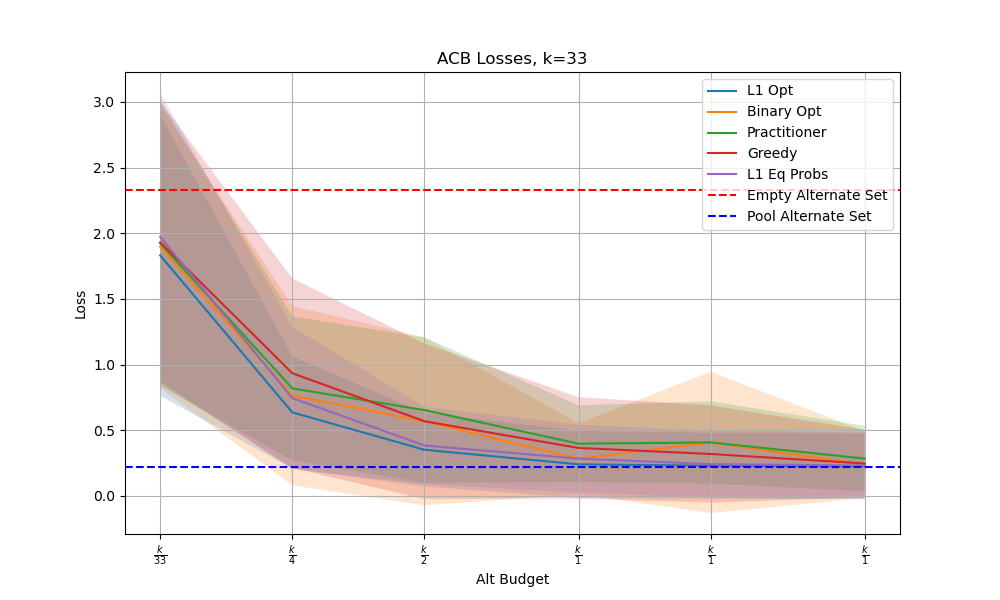 ACB Losses, k=33
Loss
3.0
2.5
2.0
1.5
1.0
0.5
0.0
L1 Opt
Binary Opt
Practitioner
Greedy
L1 Eq Probs
Empty Alternate Set
Pool Alternate Set
k/33 k/4 k/2 k/1 k/1 k/1
Alt Budget